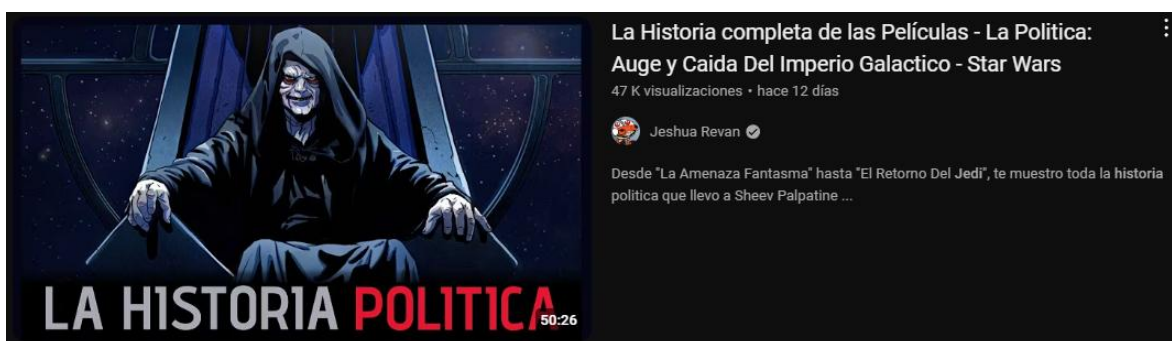 LA HISTORIA POLITICA
50:26
La Historia completa de las Películas - La Politica:
Auge y Caida Del Imperio Galactico - Star Wars
47 K visualizaciones • hace 12 días
Jeshua Revan
Desde "La Amenaza Fantasma" hasta "El Retorno Del Jedi", te muestro toda la historia
politica que llevo a Sheev Palpatine ...